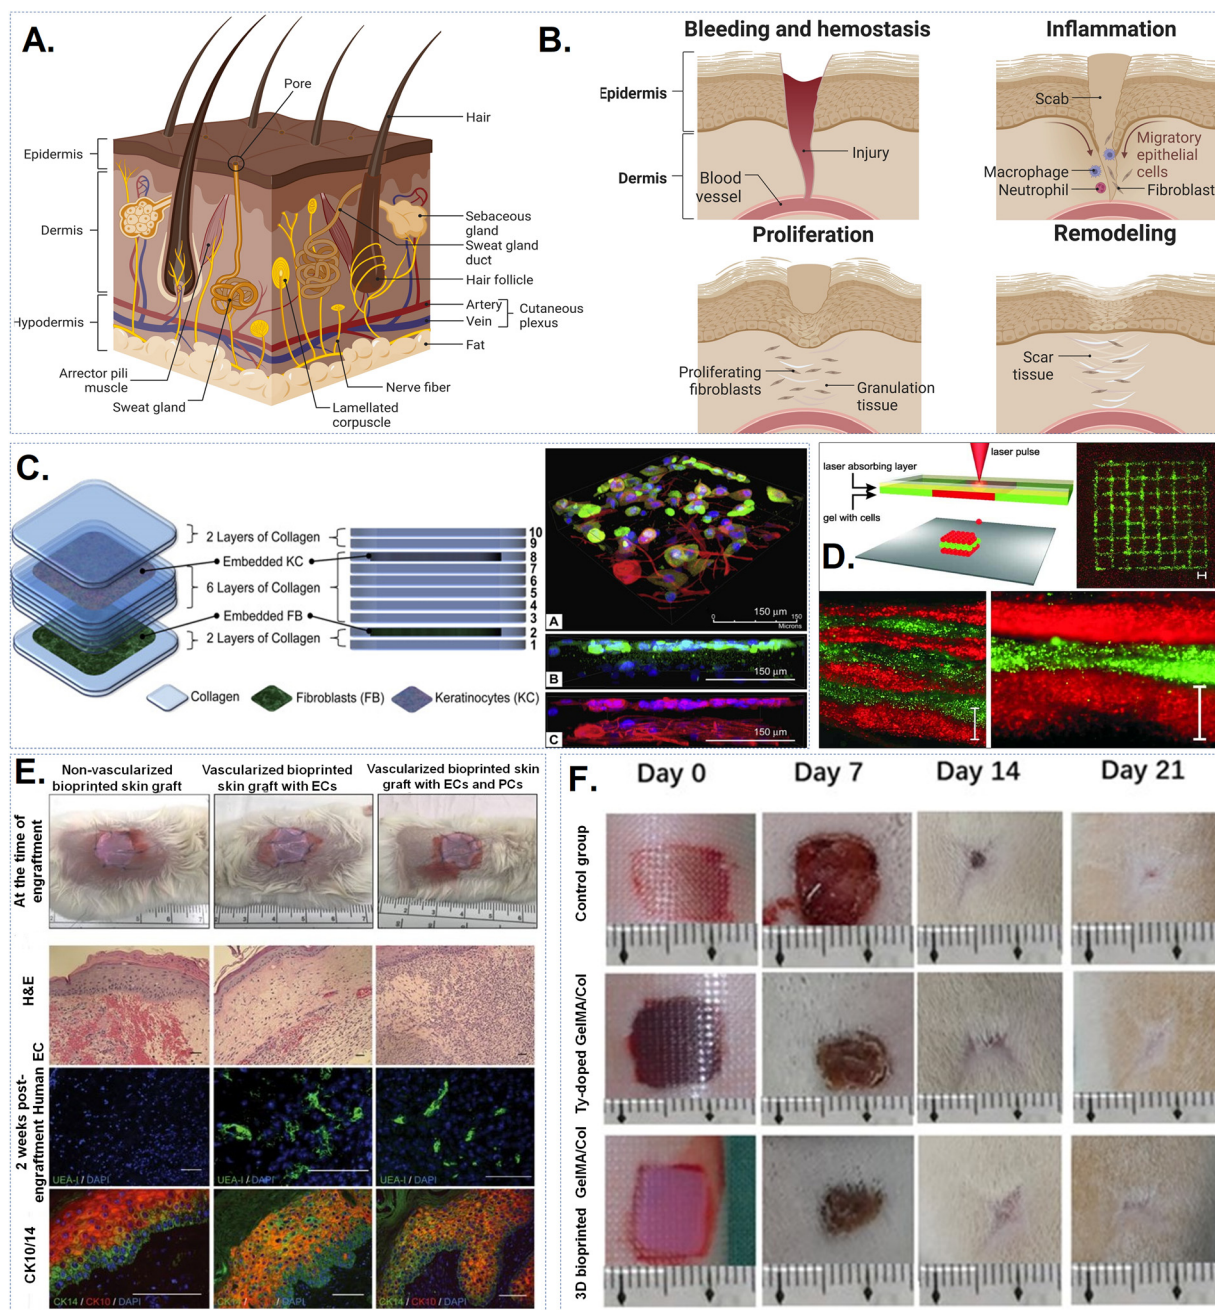 A.
Pore
Hair
Epidermis
Dermis
Sebaceous
gland
Sweat gland
duct
Hair follicle
Artery
Vein
Cutaneous
plexus
Hypodermis
Fat
Arrector pili
muscle
Sweat gland
Lamellated
corpuscle
Nerve fiber
B.
Bleeding and hemostasis
Epidermis
Dermis
Injury
Blood
vessel
Inflammation
Scab
Migratory
epithelial
cells
Macrophage
Neutrophil
Fibroblast
Proliferation
Proliferating
fibroblasts
Granulation
tissue
Remodeling
Scar
tissue
C.
2 Layers of Collagen
Embedded KC
6 Layers of Collagen
Embedded FB
2 Layers of Collagen
10
9
8
7
6
5
4
3
2
1
Collagen
Fibroblasts (FB)
Keratinocytes (KC)
A
150 μm
150
Microns
B
150 μm
C
150 μm
D.
laser pulse
laser absorbing layer
gel with cells
E.
Non-vascularized
bioprinted skin graft
Vascularized bioprinted
skin graft with ECs
Vascularized bioprinted skin
graft with ECs and PCs
At the time of
engraftment
H&E
2 weeks post-
engraftment Human EC
UEA-I / DAPI
UEA-I / DAPI
UEA-I / DAPI
CK10/14
CK14 / CK10 / DAPI
CK14 / CK10 / DAPI
F.
Day 0
Day 7
Day 14
Day 21
Control group
Ty-doped GelMA/Col
3D bioprinted GelMA/Col